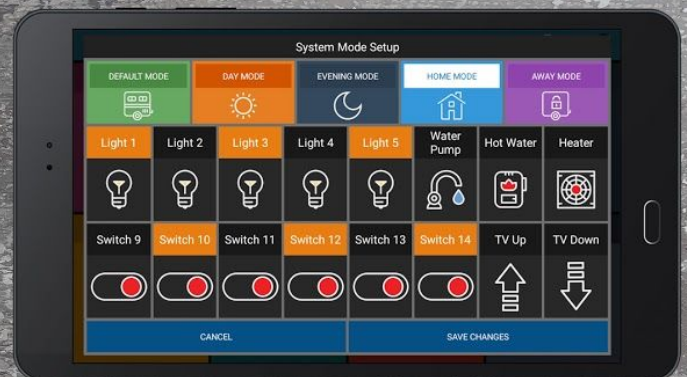 System Mode Setup
DEFAULT MODE
DAY MODE
EVENING MODE
HOME MODE
AWAY MODE
Light 1
Light 2
Light 3
Light 4
Light 5
Water
Pump
Hot Water
Heater
Switch 9
Switch 10
Switch 11
Switch 12
Switch 13
Switch 14
TV Up
TV Down
CANCEL
SAVE CHANGES